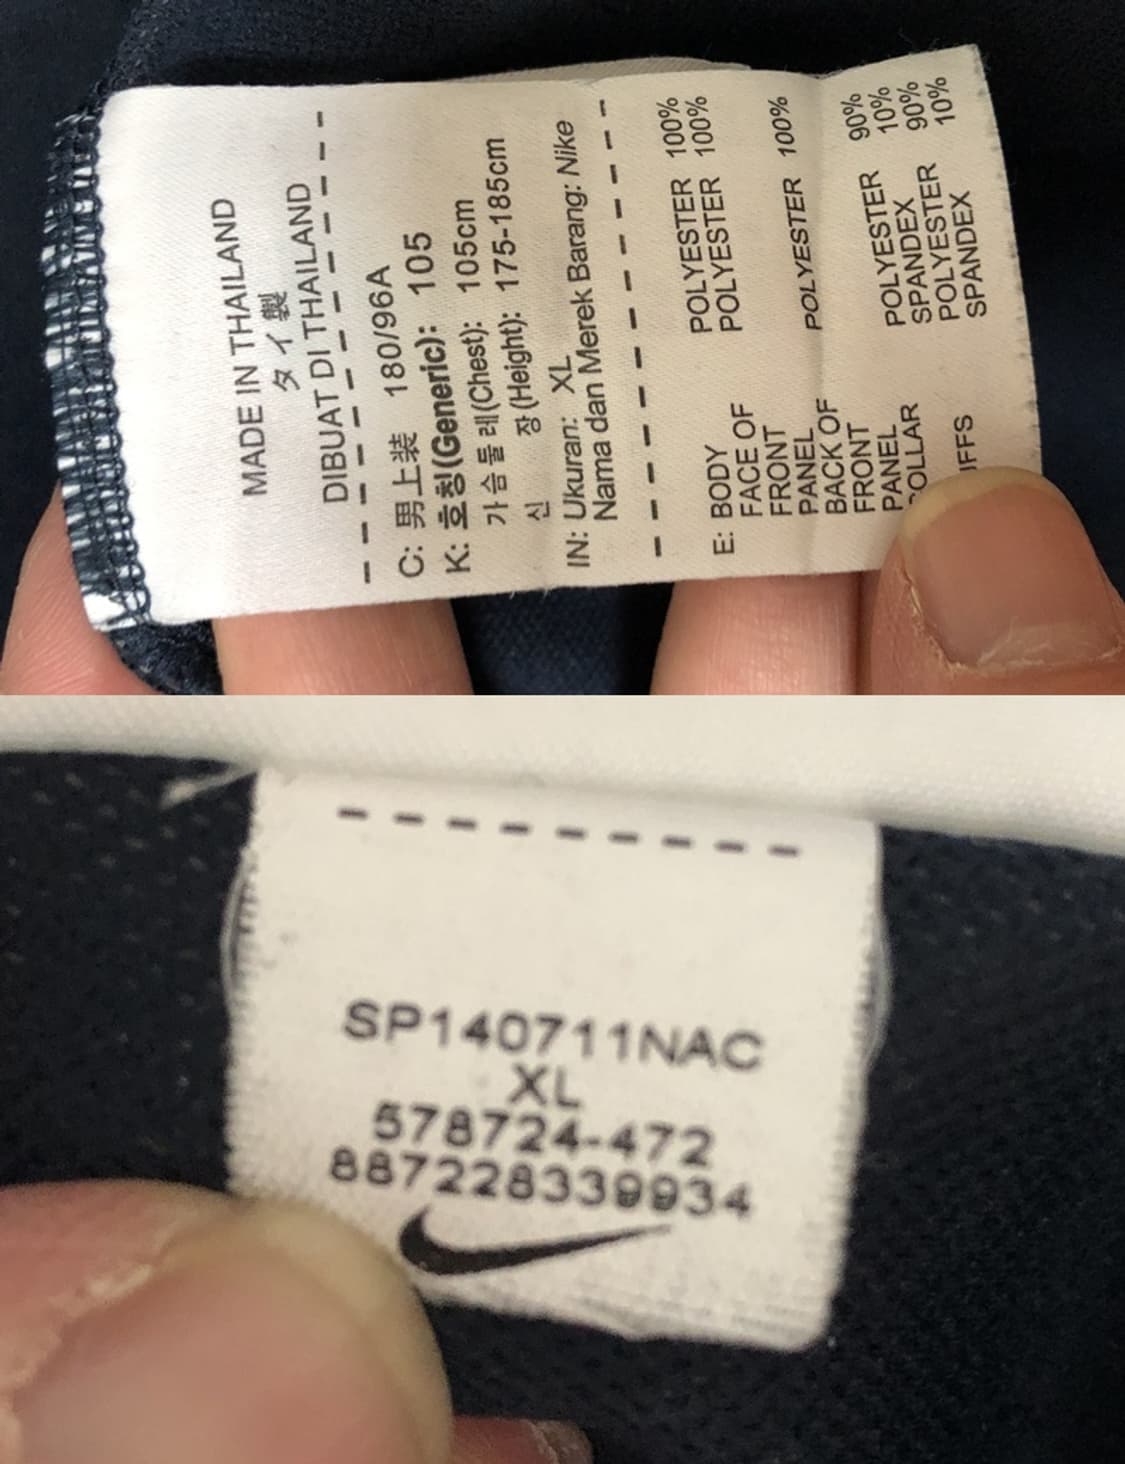 MADE IN THAILAND
タイ製
DIBUAT DI THAILAND
C: 男上装 180/96A
K: 호칭(Generic): 105
가슴둘레(Chest): 105cm
신 장(Height): 175-185cm
IN: Ukuran: XL
Nama dan Merek Barang: Nike
E: BODY POLYESTER 100%
FACE OF POLYESTER 100%
FRONT
PANEL
BACK OF POLYESTER 100%
FRONT
PANEL
COLLAR POLYESTER 90%
SPANDEX 10%
POLYESTER 90%
SPANDEX 10%
SP140711NAC
XL
578724-472
887228339934